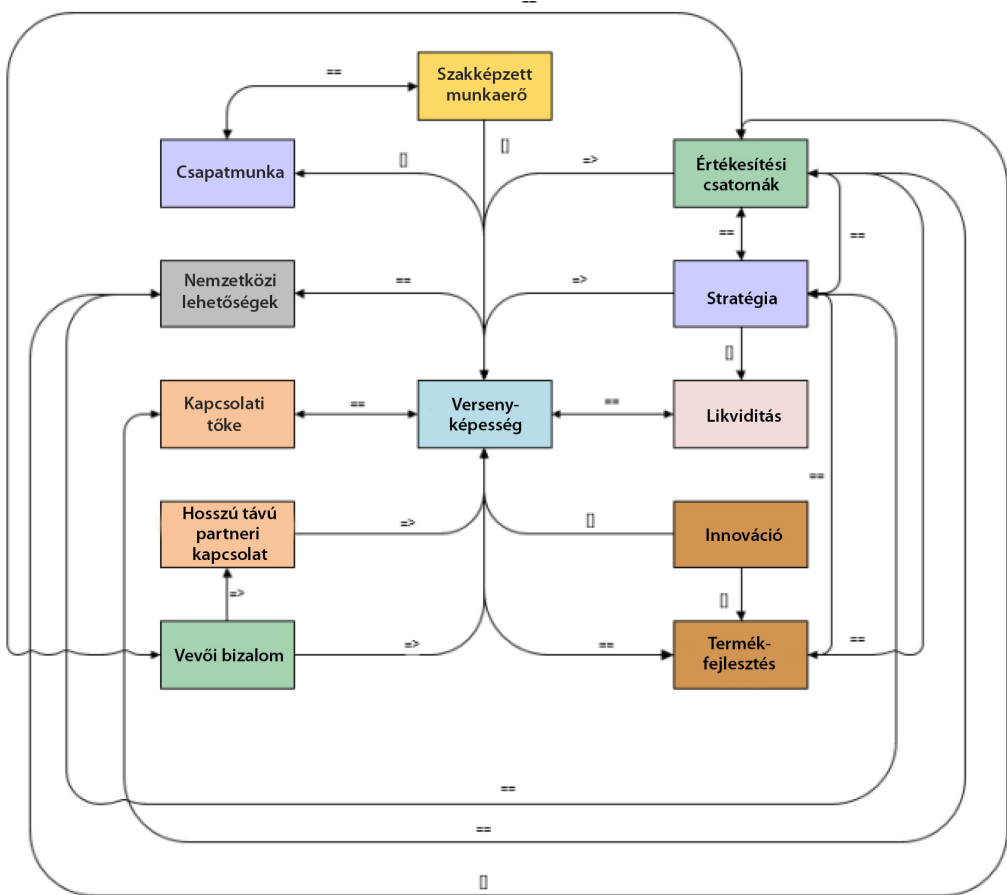 ==
Szakképzett
munkaerő
==
[]
Csapatmunka
[]
=>
Értékesítési
csatornák
==
==
Nemzetközi
lehetőségek
==
=>
Stratégia
[]
Kapcsolati
tőke
==
Verseny-
képesség
==
Likviditás
==
Hosszú távú
partneri
kapcsolat
=>
[]
Innováció
=>
[]
Vevői bizalom
=>
==
Termék-
fejlesztés
==
==
==
[]